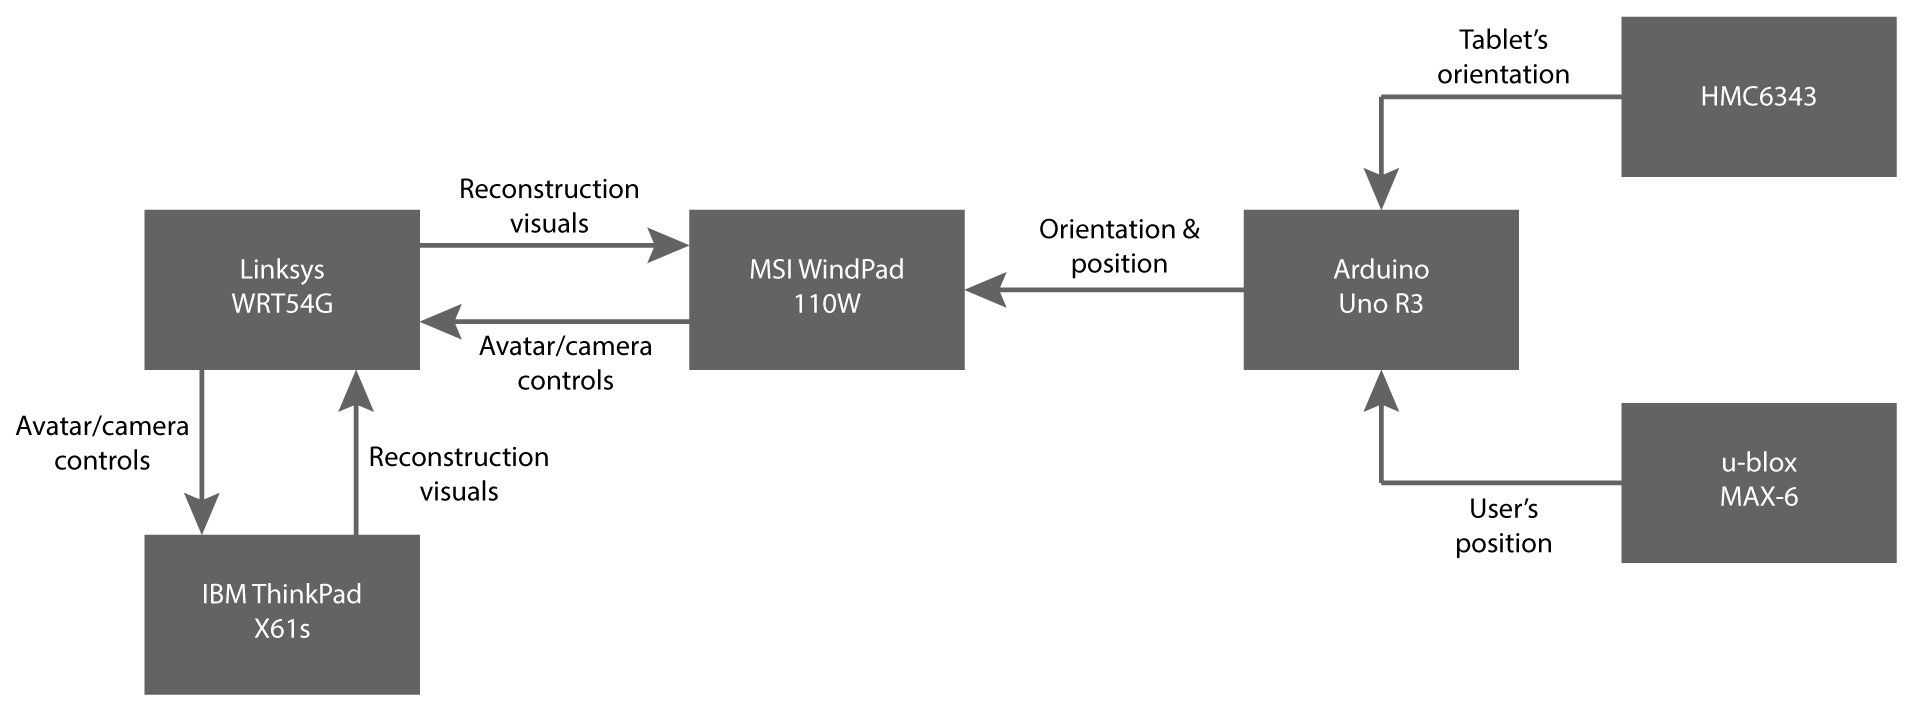 Tablet’s
orientation
HMC6343
Reconstruction
visuals
Linksys
WRT54G
MSI WindPad
110W
Orientation &
position
Arduino
Uno R3
Avatar/camera
controls
Avatar/camera
controls
Reconstruction
visuals
u-blox
MAX-6
User’s
position
IBM ThinkPad
X61s